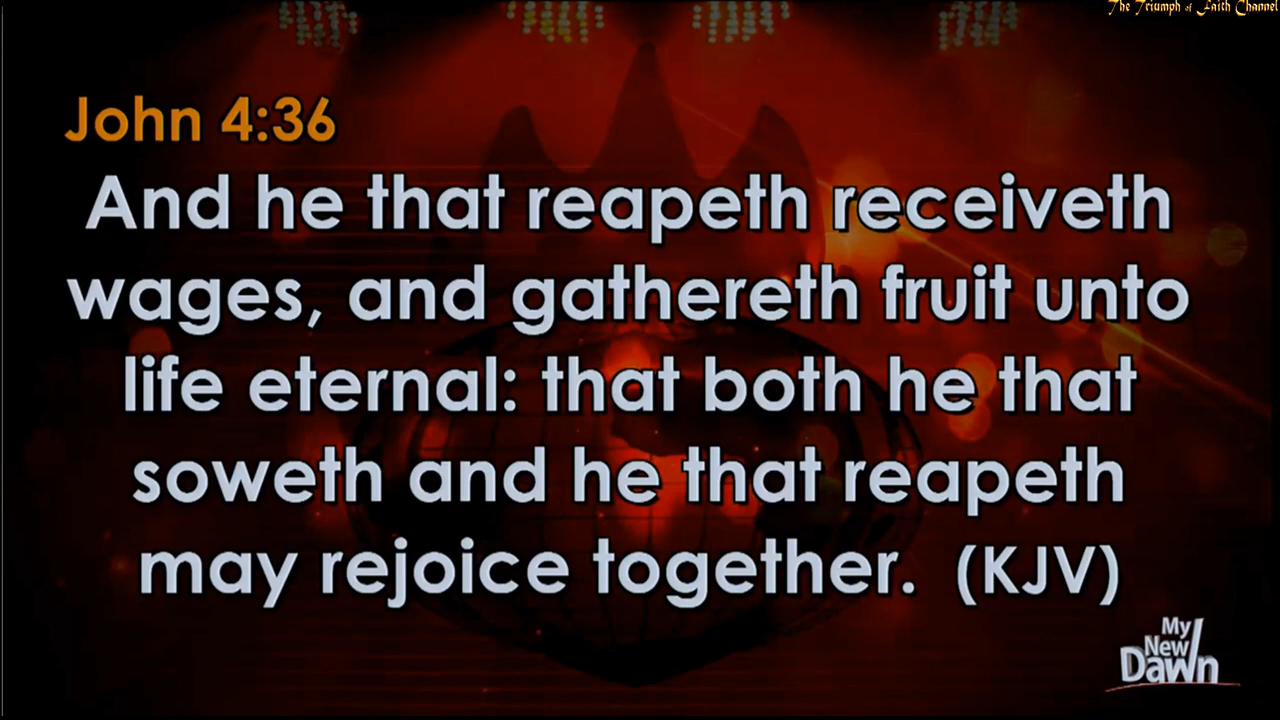 The Triumph of Faith Channel
John 4:36
And he that reapeth receiveth
wages, and gathereth fruit unto
life eternal: that both he that
soweth and he that reapeth
may rejoice together. (KJV)
My
New
Dawn